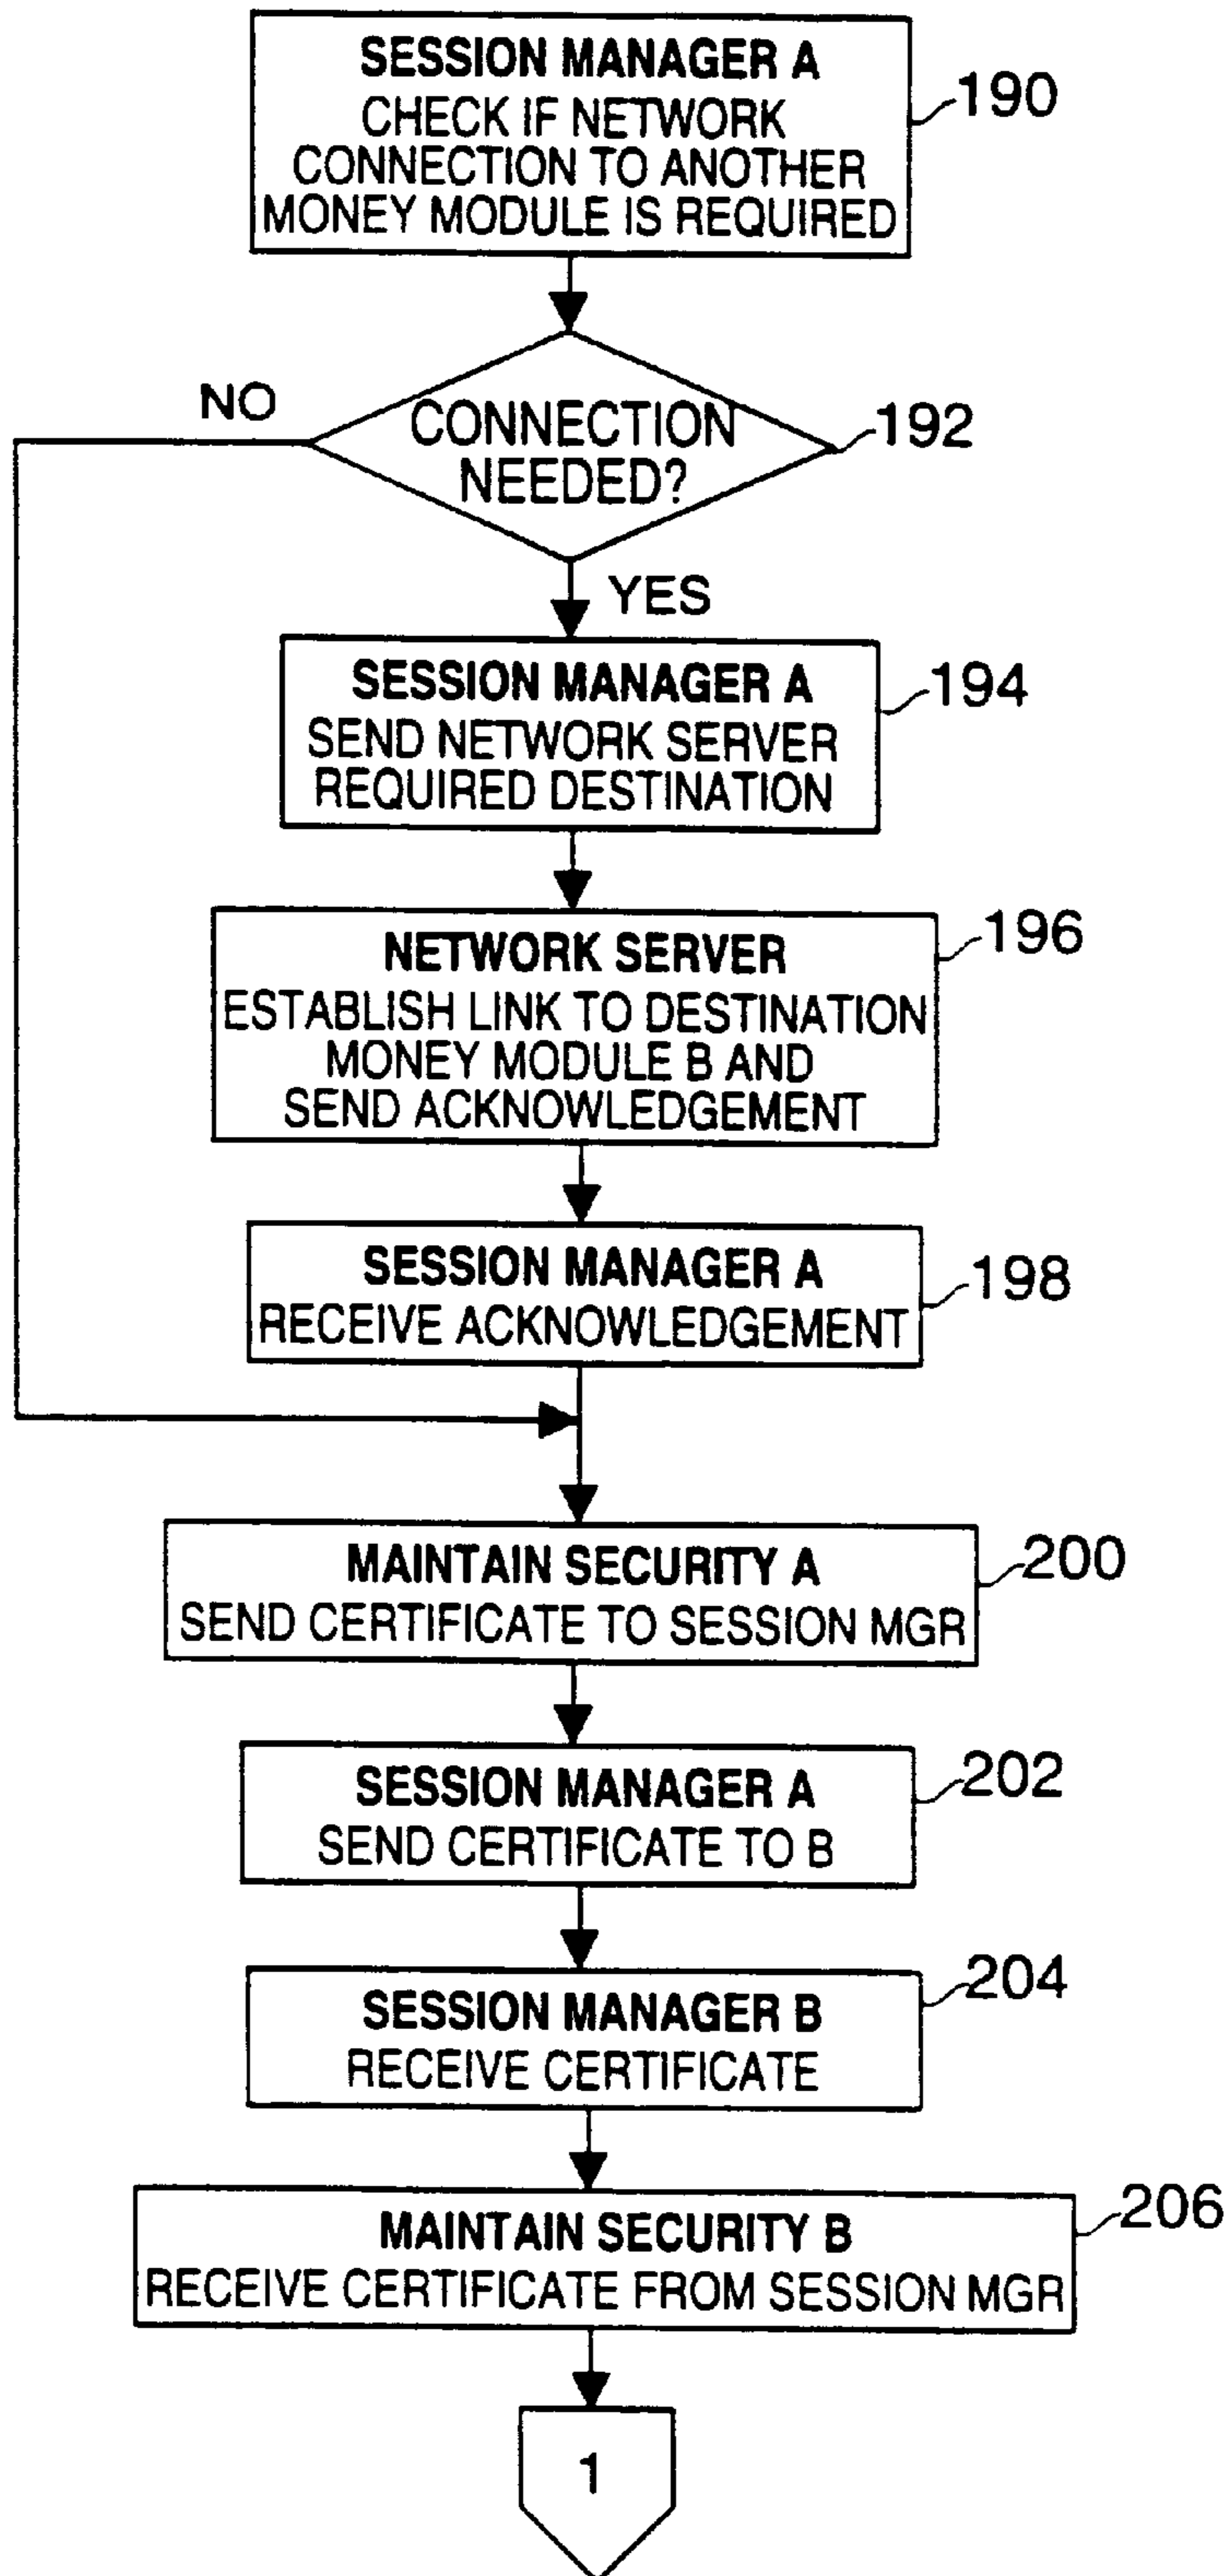 SESSION MANAGER A
CHECK IF NETWORK
CONNECTION TO ANOTHER
MONEY MODULE IS REQUIRED
190
NO
CONNECTION
NEEDED?
192
YES
SESSION MANAGER A
SEND NETWORK SERVER
REQUIRED DESTINATION
194
NETWORK SERVER
ESTABLISH LINK TO DESTINATION
MONEY MODULE B AND
SEND ACKNOWLEDGEMENT
196
SESSION MANAGER A
RECEIVE ACKNOWLEDGEMENT
198
MAINTAIN SECURITY A
SEND CERTIFICATE TO SESSION MGR
200
SESSION MANAGER A
SEND CERTIFICATE TO B
202
SESSION MANAGER B
RECEIVE CERTIFICATE
204
MAINTAIN SECURITY B
RECEIVE CERTIFICATE FROM SESSION MGR
206
1